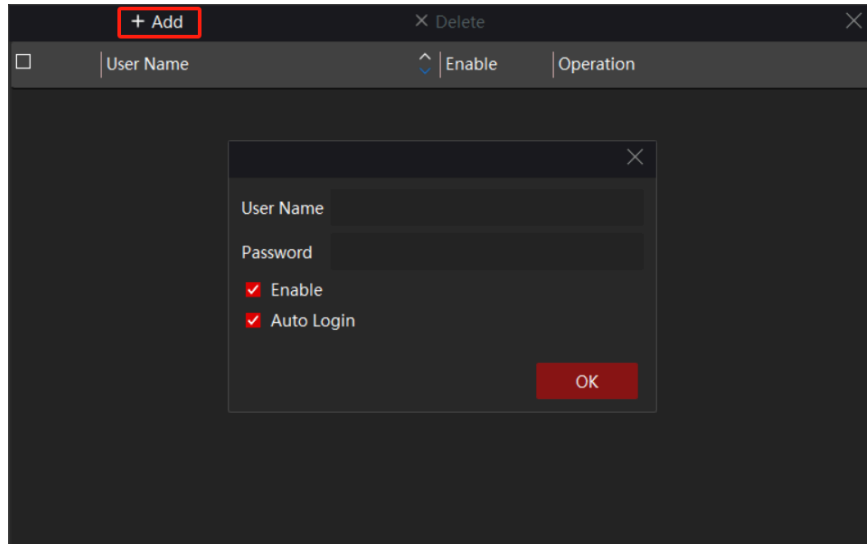 + Add
× Delete
User Name
Enable
Operation
User Name
Password
Enable
Auto Login
OK